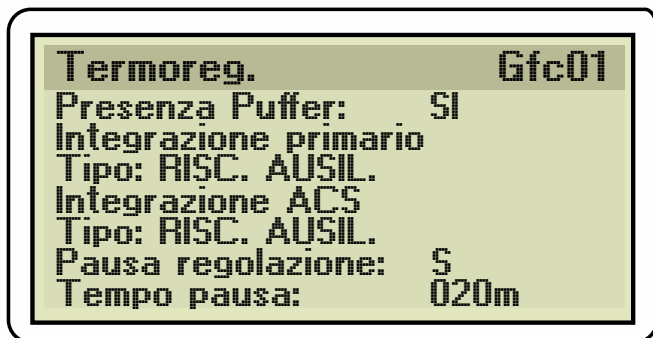 Termoreg. Gfc01
Presenza Puffer: SI
Integrazione primario
Tipo: RISC. AUSIL.
Integrazione ACS
Tipo: RISC. AUSIL.
Pausa regolazione: S
Tempo pausa: 020m